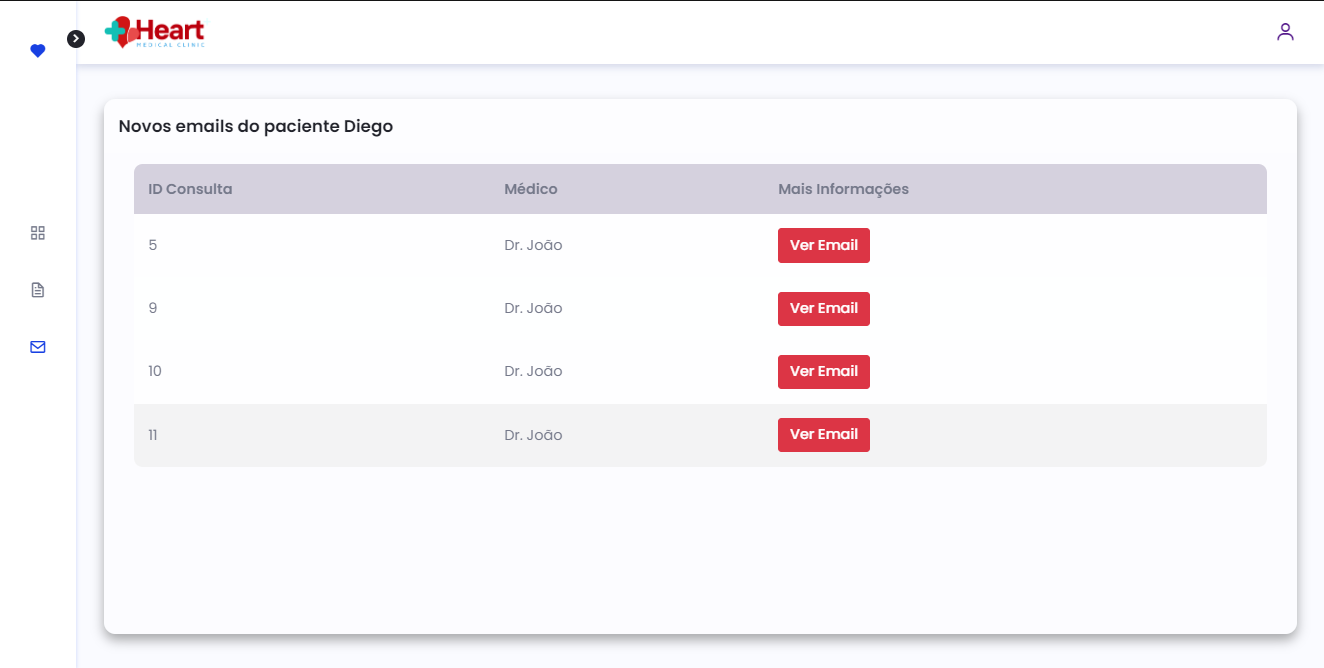 Heart
MEDICAL CLINIC
Novos emails do paciente Diego
ID Consulta Médico Mais Informações
5 Dr. João Ver Email
9 Dr. João Ver Email
10 Dr. João Ver Email
11 Dr. João Ver Email